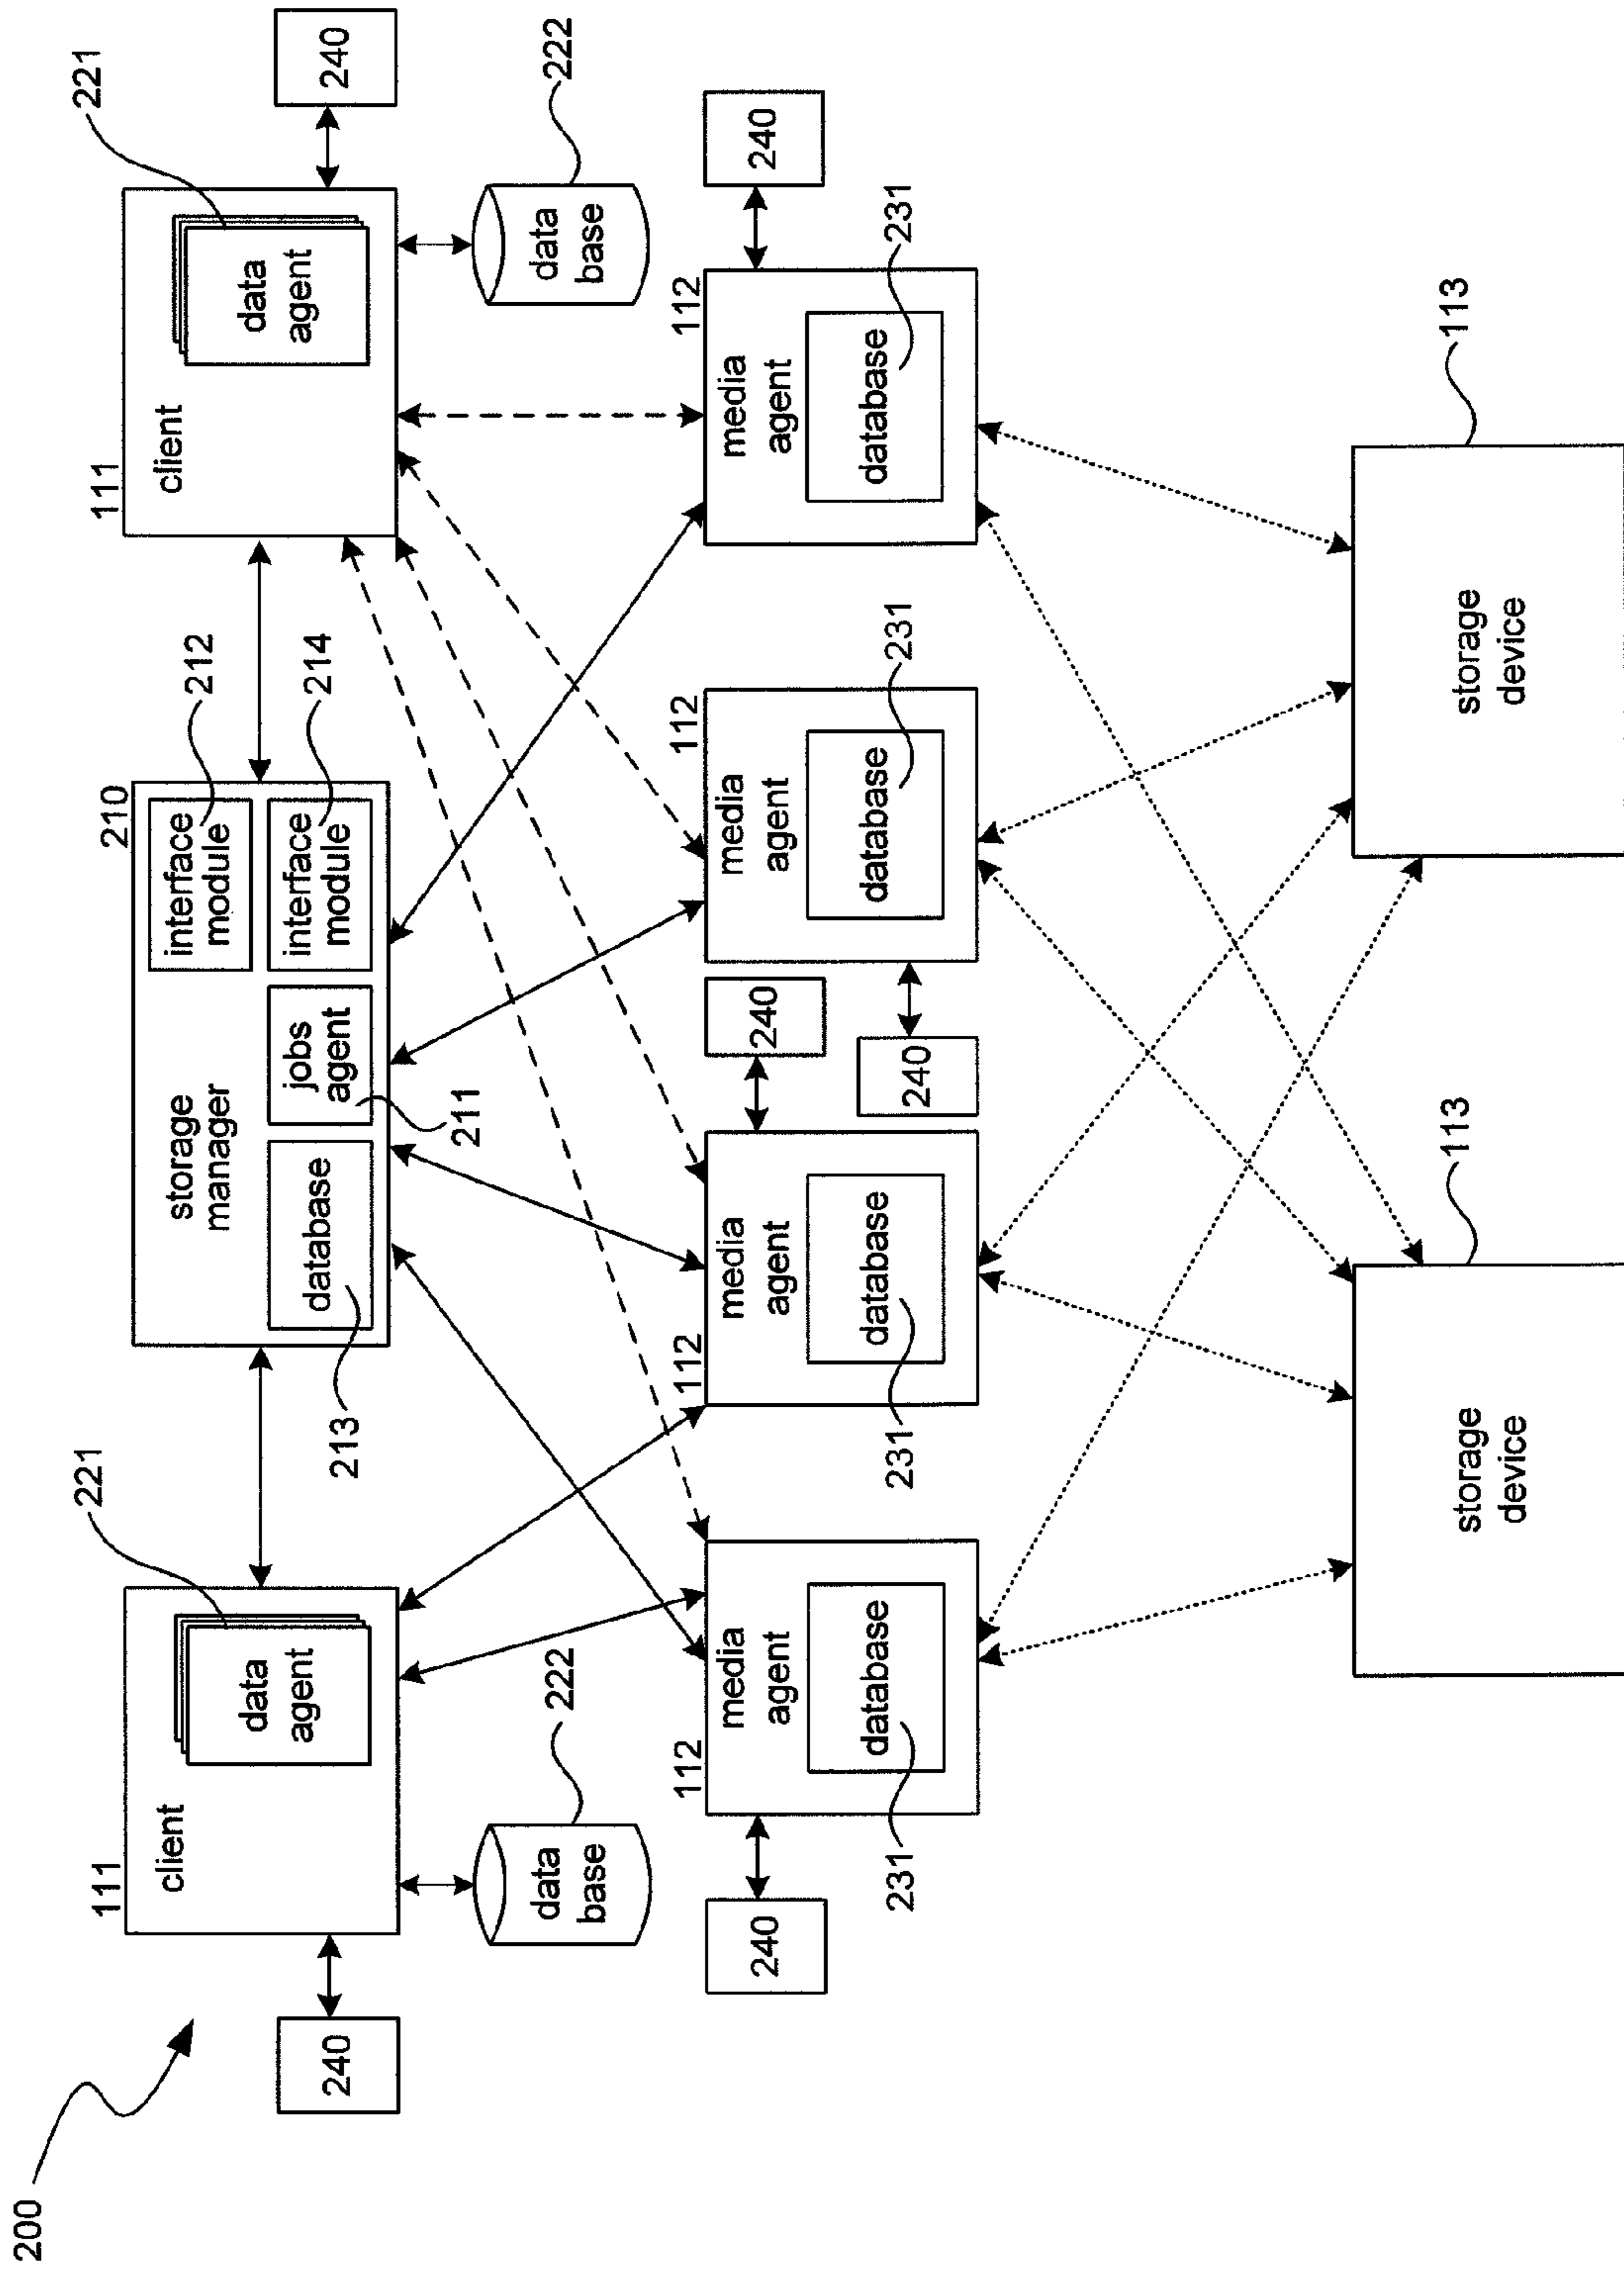 200
240
111
client
data
agent
221
data
base
222
210
storage
manager
database
213
jobs
agent
211
interface
module
212
interface
module
214
111
client
data
agent
221
240
data
base
222
240
112
media
agent
database
231
112
media
agent
database
231
240
240
112
media
agent
database
231
112
media
agent
database
231
240
storage
device
113
storage
device
113